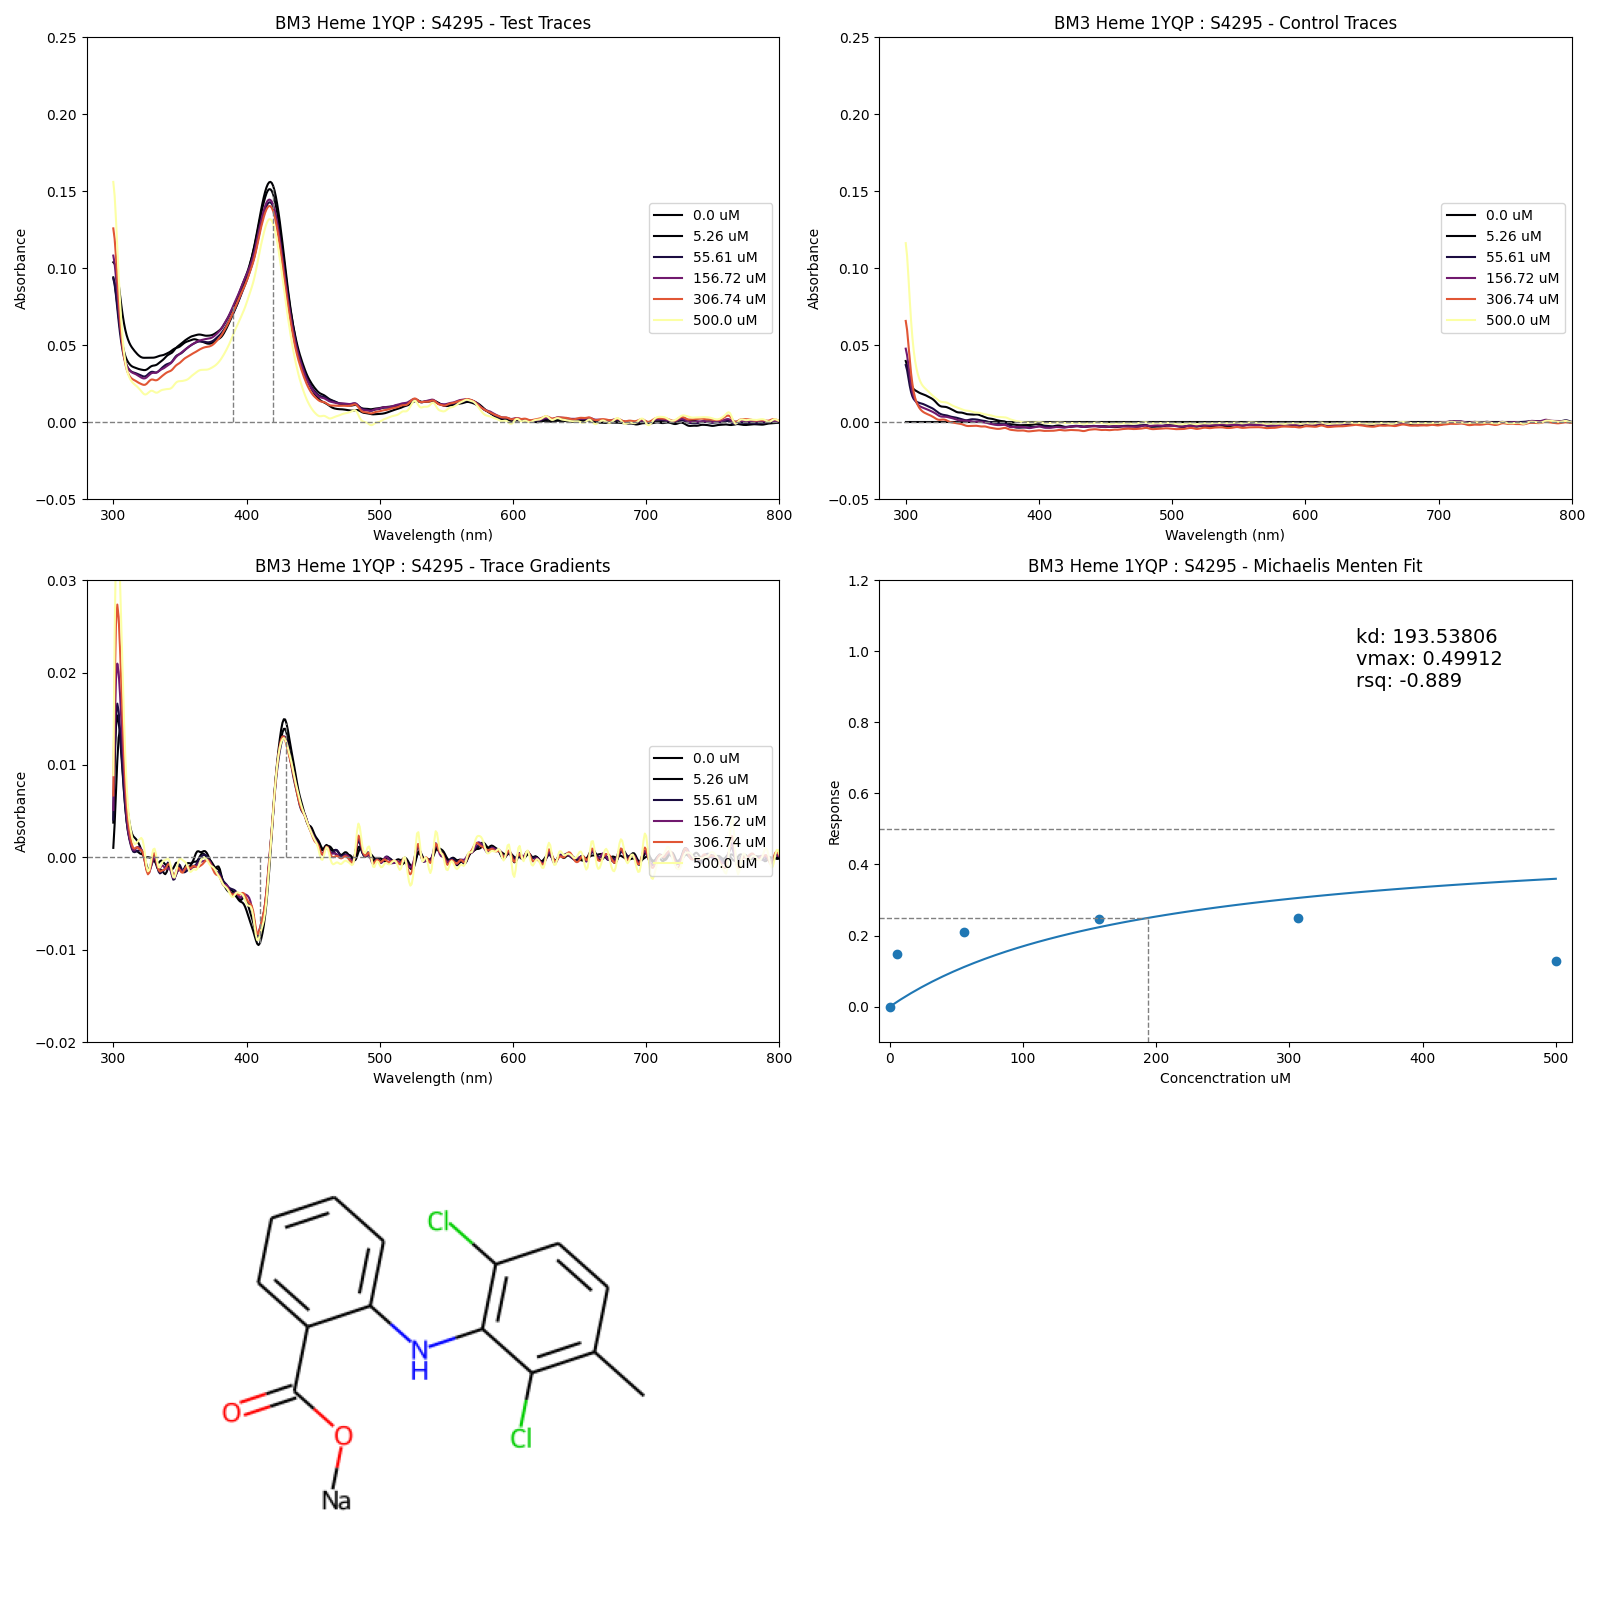 BM3 Heme 1YQP : S4295 - Test Traces
0.25
0.20
0.15
0.10
0.05
0.00
−0.05
Absorbance
300
400
500
600
700
800
Wavelength (nm)
0.0 uM
5.26 uM
55.61 uM
156.72 uM
306.74 uM
500.0 uM
BM3 Heme 1YQP : S4295 - Control Traces
0.25
0.20
0.15
0.10
0.05
0.00
−0.05
Absorbance
300
400
500
600
700
800
Wavelength (nm)
0.0 uM
5.26 uM
55.61 uM
156.72 uM
306.74 uM
500.0 uM
BM3 Heme 1YQP : S4295 - Trace Gradients
0.03
0.02
0.01
0.00
−0.01
−0.02
Absorbance
300
400
500
600
700
800
Wavelength (nm)
0.0 uM
5.26 uM
55.61 uM
156.72 uM
306.74 uM
500.0 uM
BM3 Heme 1YQP : S4295 - Michaelis Menten Fit
1.2
1.0
0.8
0.6
0.4
0.2
0.0
Response
0
100
200
300
400
500
Concenctration uM
kd: 193.53806
vmax: 0.49912
rsq: -0.889
Cl
N
H
O
O
Cl
Na